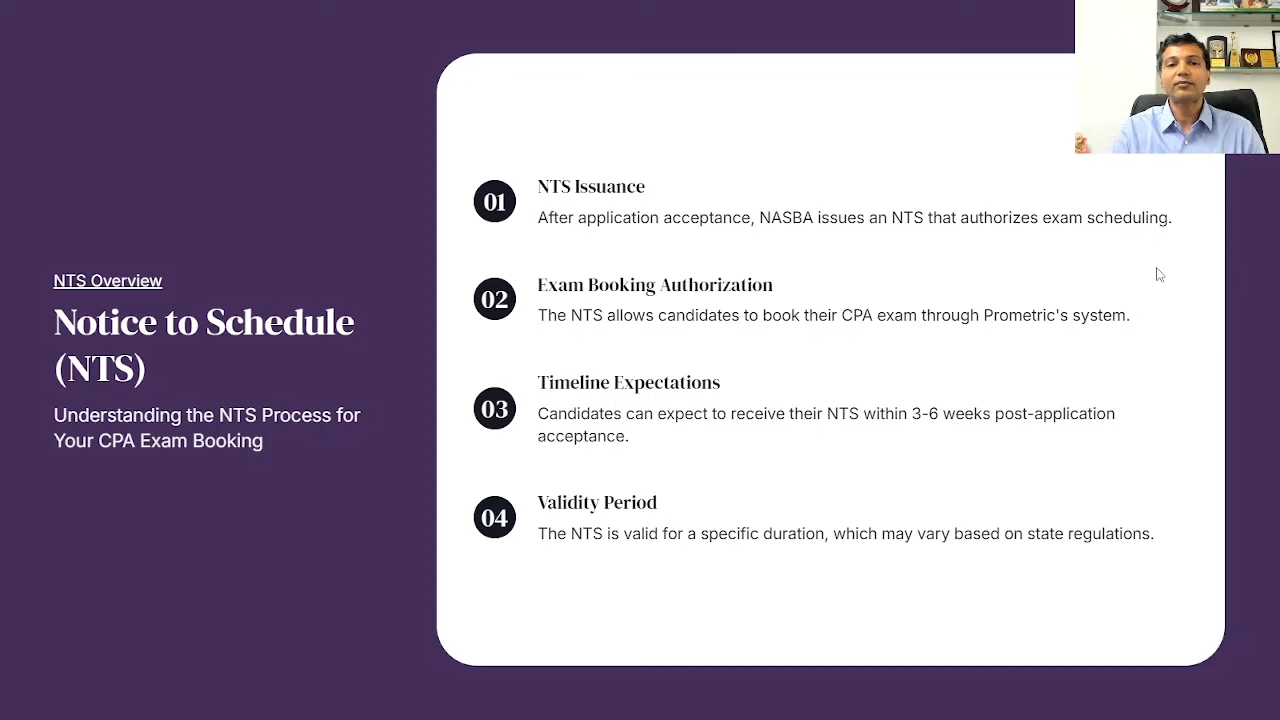 NTS Overview
Notice to Schedule
(NTS)
Understanding the NTS Process for
Your CPA Exam Booking
01
NTS Issuance
After application acceptance, NASBA issues an NTS that authorizes exam scheduling.
02
Exam Booking Authorization
The NTS allows candidates to book their CPA exam through Prometric's system.
03
Timeline Expectations
Candidates can expect to receive their NTS within 3-6 weeks post-application
acceptance.
04
Validity Period
The NTS is valid for a specific duration, which may vary based on state regulations.